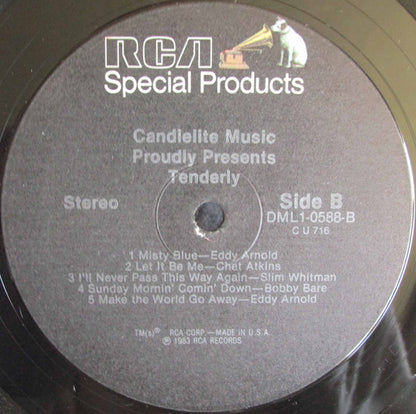 RCA
Special Products
Candlelite Music
Proudly Presents
Tenderly
Stereo
Side B
DML1-0588-B
C U 716
1 Misty Blue—Eddy Arnold
2 Let It Be Me—Chet Atkins
3 I'll Never Pass This Way Again—Slim Whitman
4 Sunday Mornin' Comin' Down—Bobby Bare
5 Make the World Go Away—Eddy Arnold
TM(s)® RCA CORP.—MADE IN U.S.A.
℗ 1983 RCA RECORDS